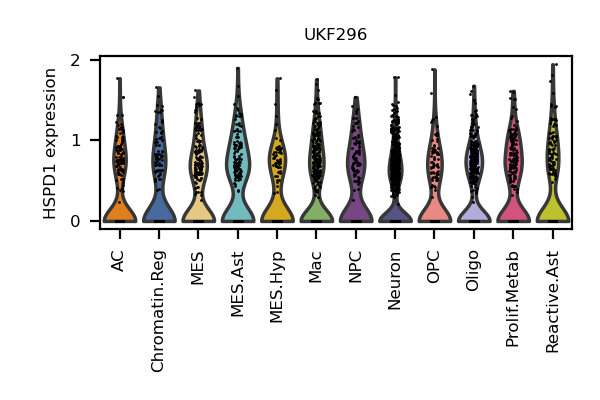 UKF296
HSPD1 expression
2
1
0
AC
Chromatin.Reg
MES
MES.Ast
MES.Hyp
Mac
NPC
Neuron
OPC
Oligo
Prolif.Metab
Reactive.Ast